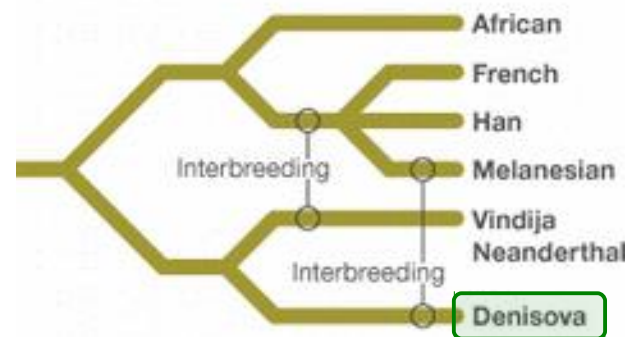 African
French
Han
Interbreeding
Melanesian
Vindija
Neanderthal
Interbreeding
Denisova